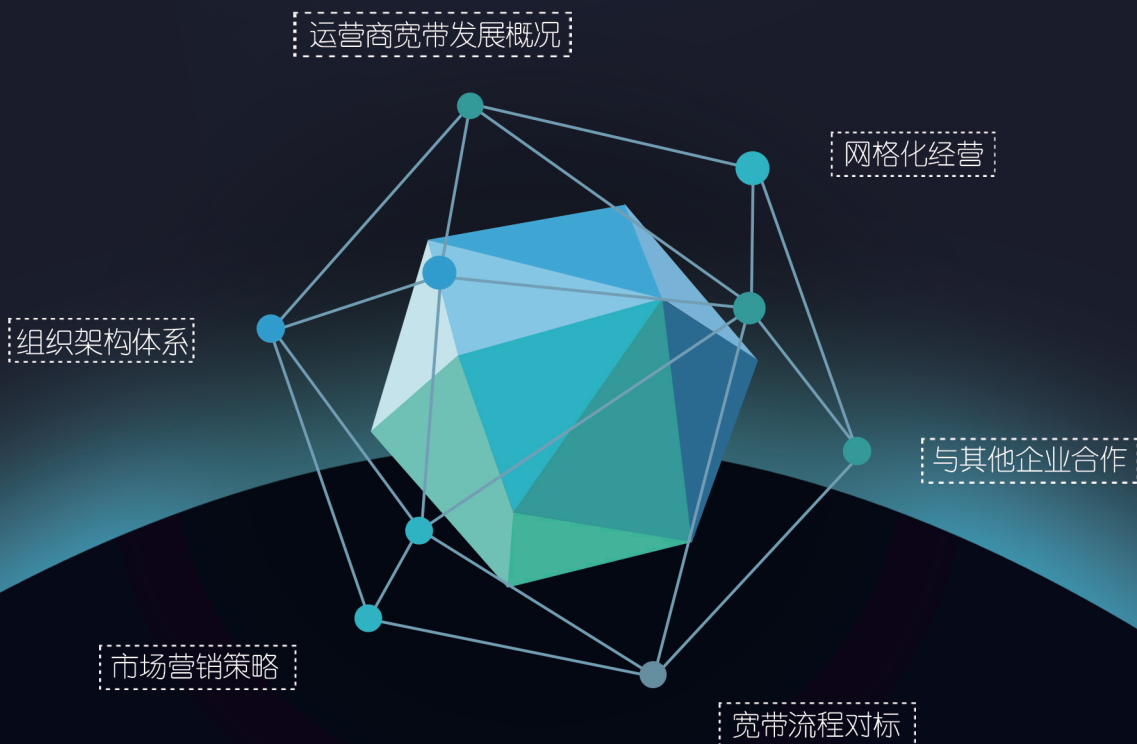 运营商宽带发展概况
网格化经营
组织架构体系
与其他企业合作
市场营销策略
宽带流程对标